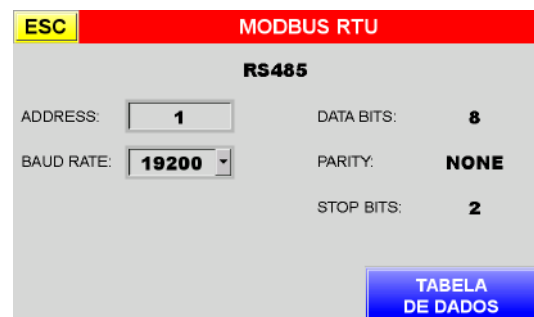 ESC MODBUS RTU
RS485
ADDRESS: 1 DATA BITS: 8
BAUD RATE: 19200 PARITY: NONE
STOP BITS: 2
TABELA
DE DADOS